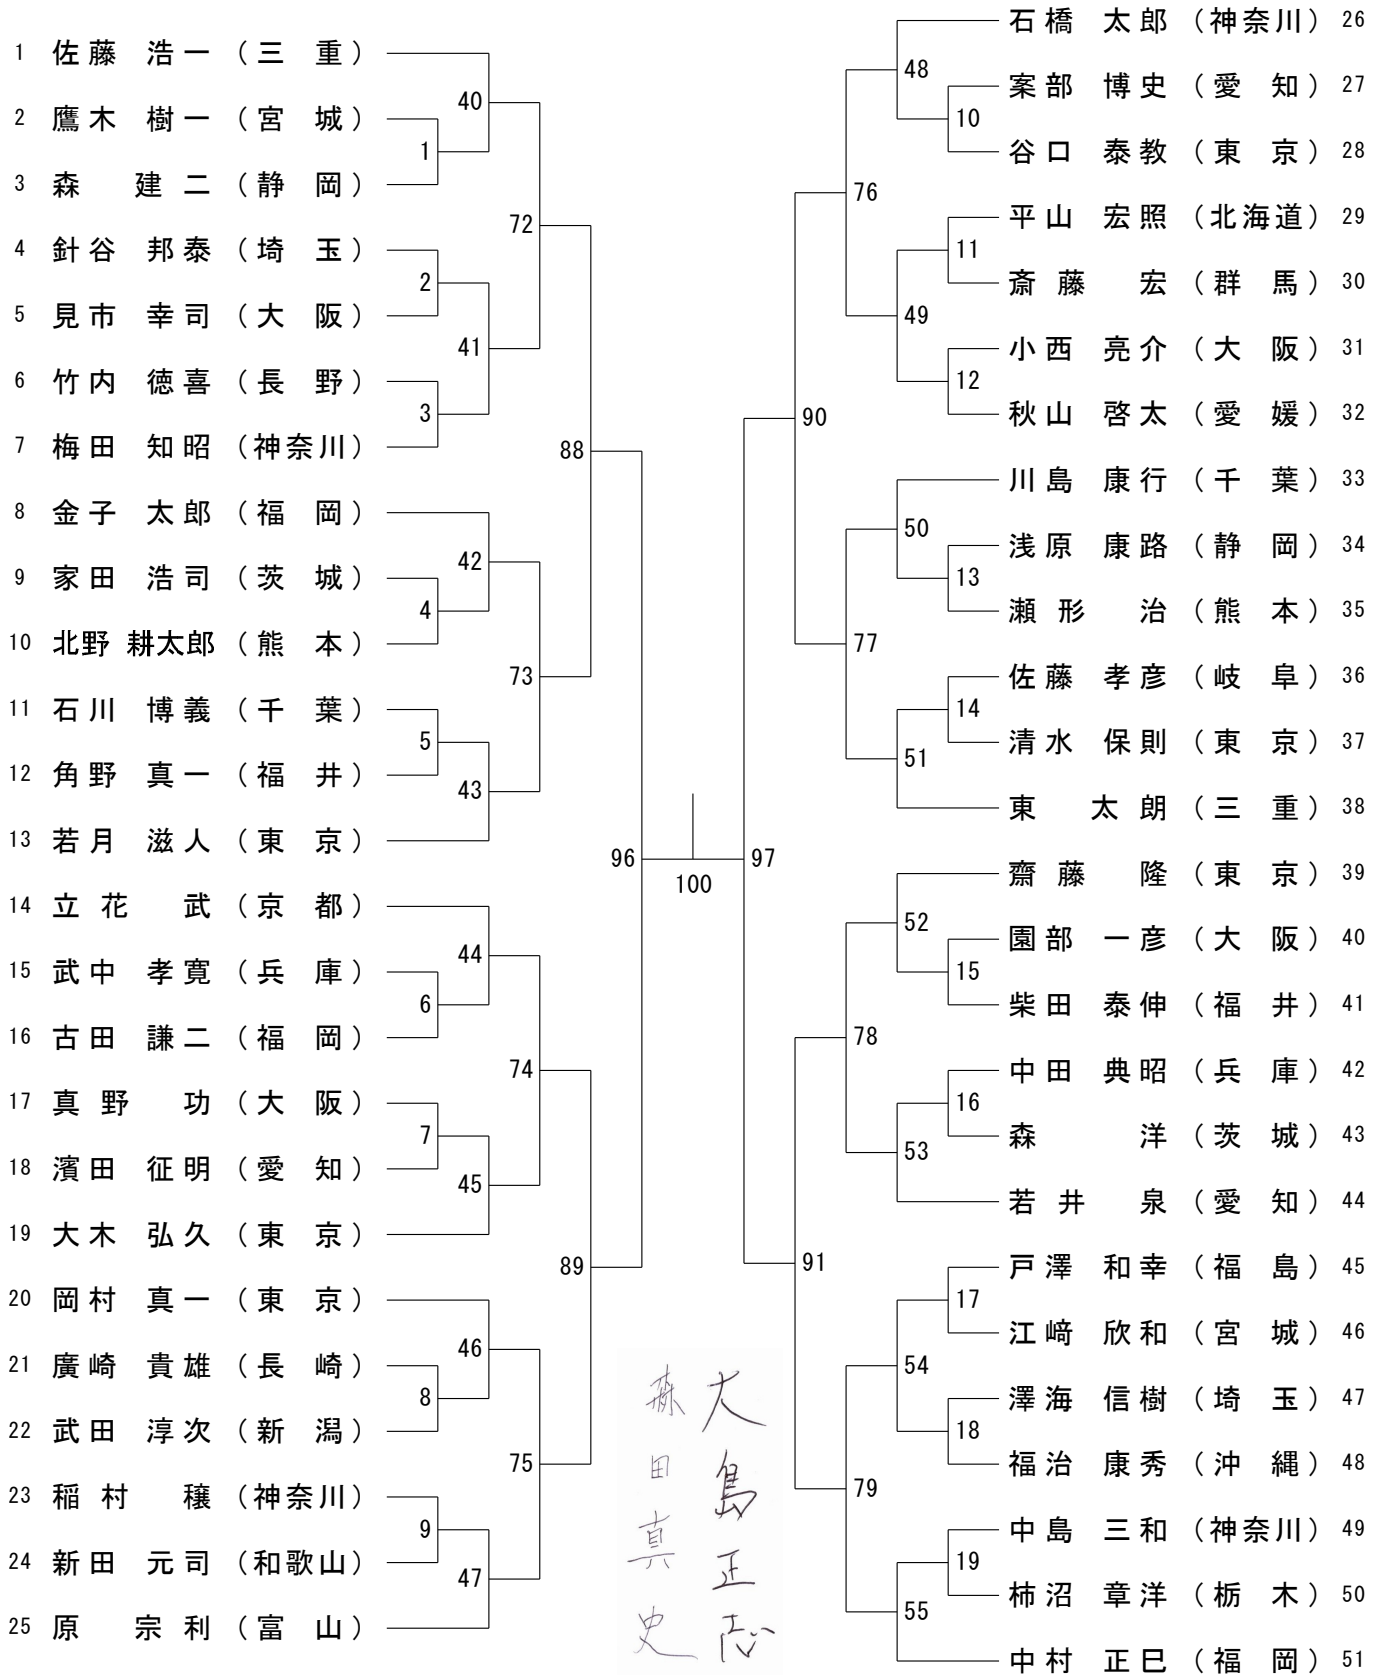 1 佐藤 浩一 (三 重)
2 鷹木 樹一 (宮 城)
3 森 建二 (静 岡)
4 針谷 邦泰 (埼 玉)
5 見市 幸司 (大 阪)
6 竹内 徳喜 (長 野)
7 梅田 知昭 (神奈川)
8 金子 太郎 (福 岡)
9 家田 浩司 (茨 城)
10 北野 耕太郎 (熊 本)
11 石川 博義 (千 葉)
12 角野 真一 (福 井)
13 若月 滋人 (東 京)
14 立花 武 (京 都)
15 武中 孝寛 (兵 庫)
16 古田 謙二 (福 岡)
17 真野 功 (大 阪)
18 濱田 征明 (愛 知)
19 大木 弘久 (東 京)
20 岡村 真一 (東 京)
21 廣崎 貴雄 (長 崎)
22 武田 淳次 (新 潟)
23 稲村 穣 (神奈川)
24 新田 元司 (和歌山)
25 原 宗利 (富 山)
1
2
3
4
5
6
7
8
9
40
41
42
43
44
45
46
47
72
73
74
75
88
89
96
100
97
90
91
76
77
78
79
48
49
50
51
52
53
54
55
10
11
12
13
14
15
16
17
18
19
石橋 太郎 (神奈川) 26
案部 博史 (愛 知) 27
谷口 泰教 (東 京) 28
平山 宏照 (北海道) 29
斎藤 宏 (群 馬) 30
小西 亮介 (大 阪) 31
秋山 啓太 (愛 媛) 32
川島 康行 (千 葉) 33
浅原 康路 (静 岡) 34
瀬形 治 (熊 本) 35
佐藤 孝彦 (岐 阜) 36
清水 保則 (東 京) 37
東 太朗 (三 重) 38
齋藤 隆 (東 京) 39
園部 一彦 (大 阪) 40
柴田 泰伸 (福 井) 41
中田 典昭 (兵 庫) 42
森 洋 (茨 城) 43
若井 泉 (愛 知) 44
戸澤 和幸 (福 島) 45
江﨑 欣和 (宮 城) 46
澤海 信樹 (埼 玉) 47
福治 康秀 (沖 縄) 48
中島 三和 (神奈川) 49
柿沼 章洋 (栃 木) 50
中村 正巳 (福 岡) 51
大島正志
森田真史